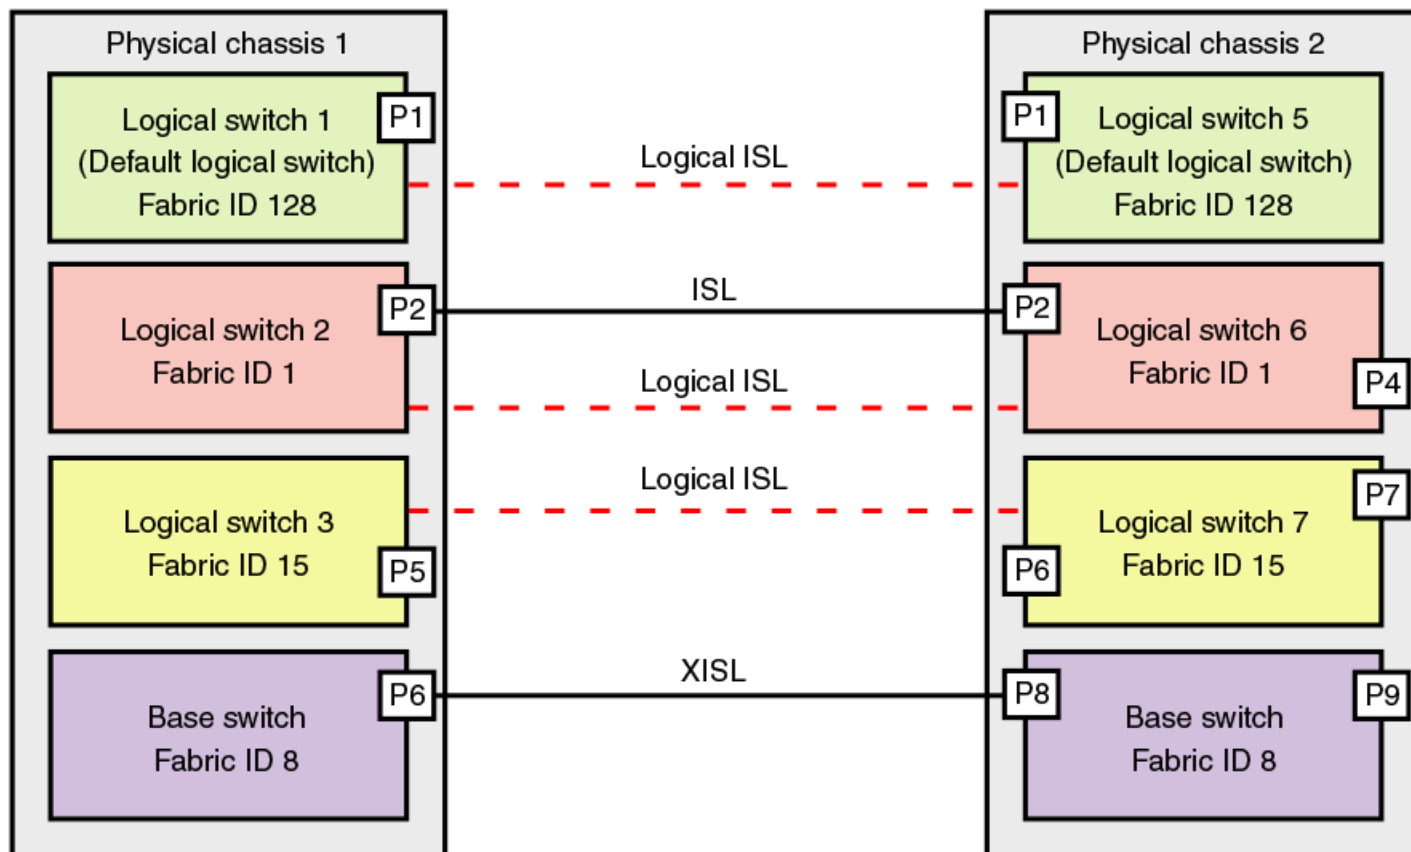 Physical chassis 1
Logical switch 1
(Default logical switch)
Fabric ID 128
P1
Logical switch 2
Fabric ID 1
P2
Logical switch 3
Fabric ID 15
P5
Base switch
Fabric ID 8
P6
Logical ISL
ISL
Logical ISL
Logical ISL
XISL
Physical chassis 2
P1
Logical switch 5
(Default logical switch)
Fabric ID 128
P2
Logical switch 6
Fabric ID 1
P4
P7
Logical switch 7
Fabric ID 15
P6
P8
Base switch
Fabric ID 8
P9